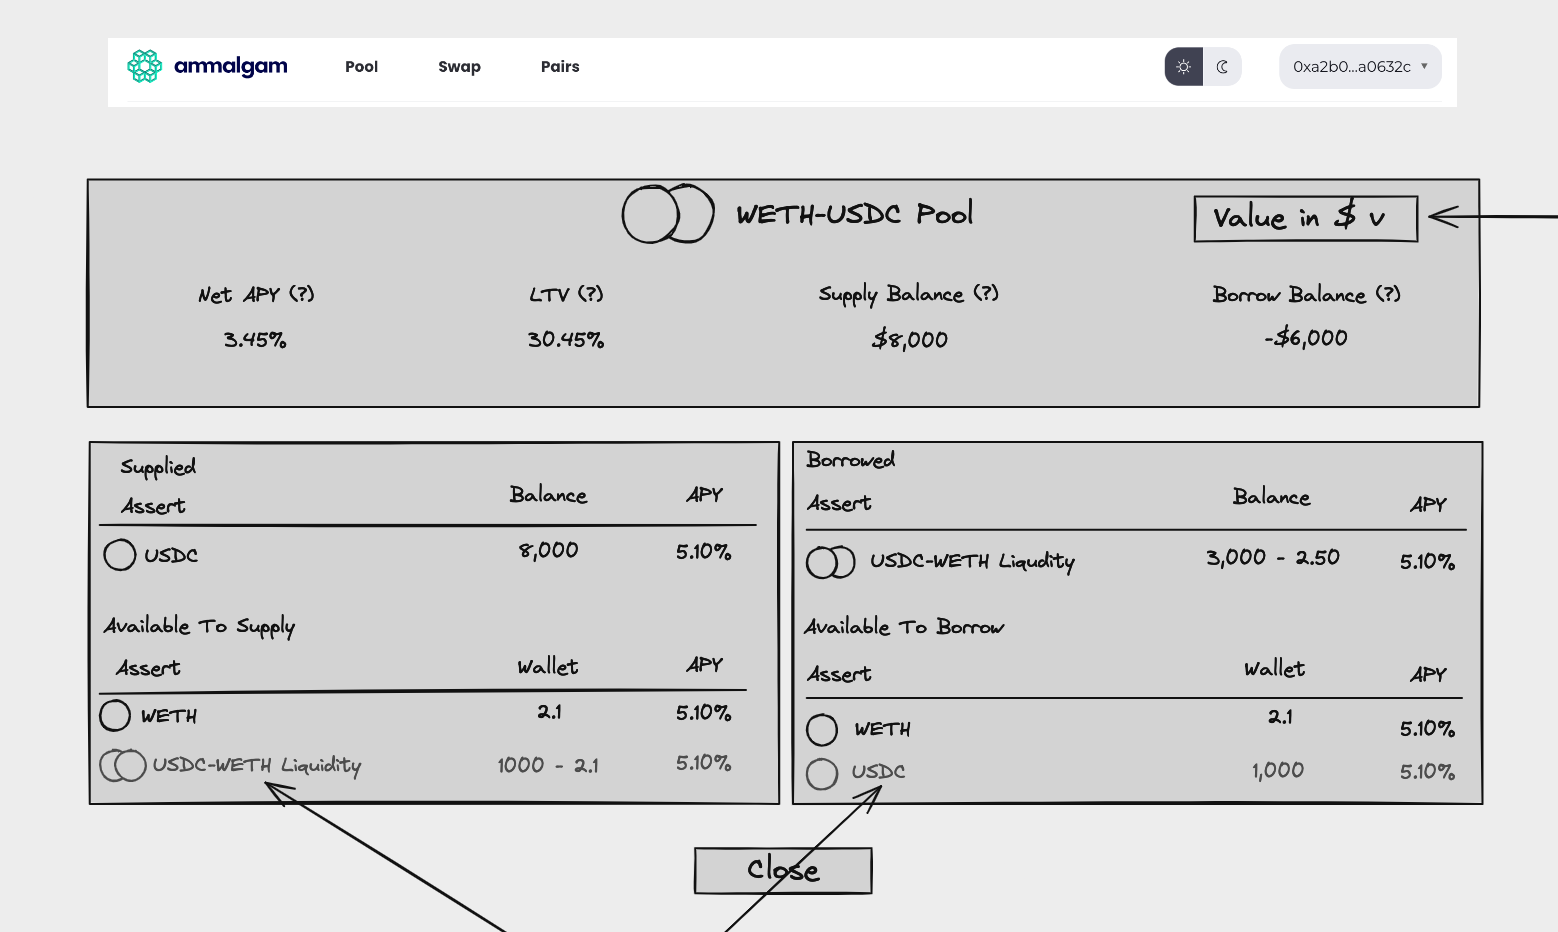 ammalgam Pool Swap Pairs 0xa2b0...a0632c ▼
WETH-USDC Pool
Value in $ v
Net APY (?) LTV (?) Supply Balance (?) Borrow Balance (?)
3.45% 30.45% $8,000 -$6,000
Supplied
Assert Balance APY
USDC 8,000 5.10%
Available To Supply
Assert Wallet APY
WETH 2.1 5.10%
USDC-WETH Liquidity 1000 - 2.1 5.10%
Borrowed
Assert Balance APY
USDC-WETH Liqudity 3,000 - 2.50 5.10%
Available To Borrow
Assert Wallet APY
WETH 2.1 5.10%
USDC 1,000 5.10%
Close